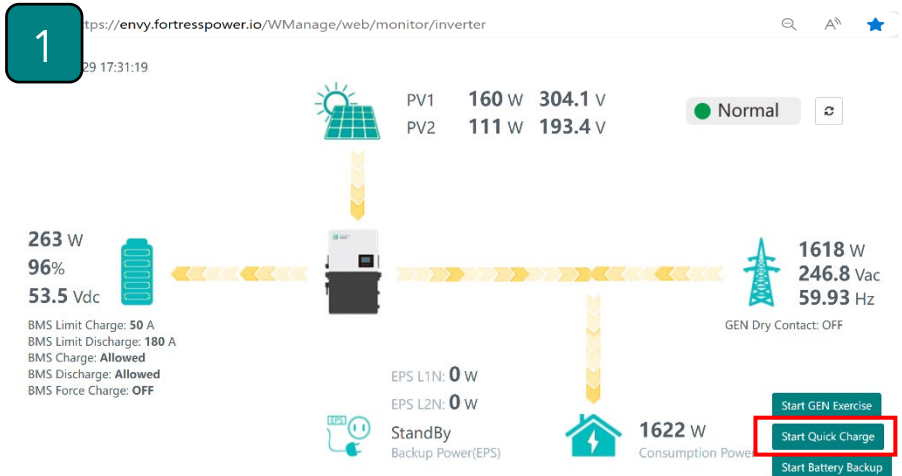 1
tps://envy.fortresspower.io/WManage/web/monitor/inverter
29 17:31:19
PV1 160 W 304.1 V
PV2 111 W 193.4 V
Normal
263 W
96%
53.5 Vdc
BMS Limit Charge: 50 A
BMS Limit Discharge: 180 A
BMS Charge: Allowed
BMS Discharge: Allowed
BMS Force Charge: OFF
1618 W
246.8 Vac
59.93 Hz
GEN Dry Contact: OFF
EPS L1N: 0 W
EPS L2N: 0 W
EPS
StandBy
Backup Power(EPS)
1622 W
Consumption Power
Start GEN Exercise
Start Quick Charge
Start Battery Backup